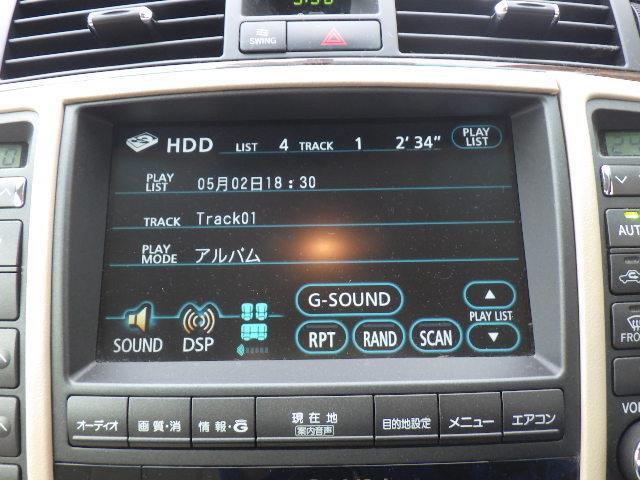 SWING
HDD LIST 4 TRACK 1 2' 34" PLAY LIST
PLAY LIST 05月02日18:30
TRACK Track01
PLAY MODE アルバム
G-SOUND
SOUND DSP RPT RAND SCAN PLAY LIST
オーディオ 画質・消 情報・G 現在地 案内音声 目的地設定 メニュー エアコン
AUT
FRO
VOL